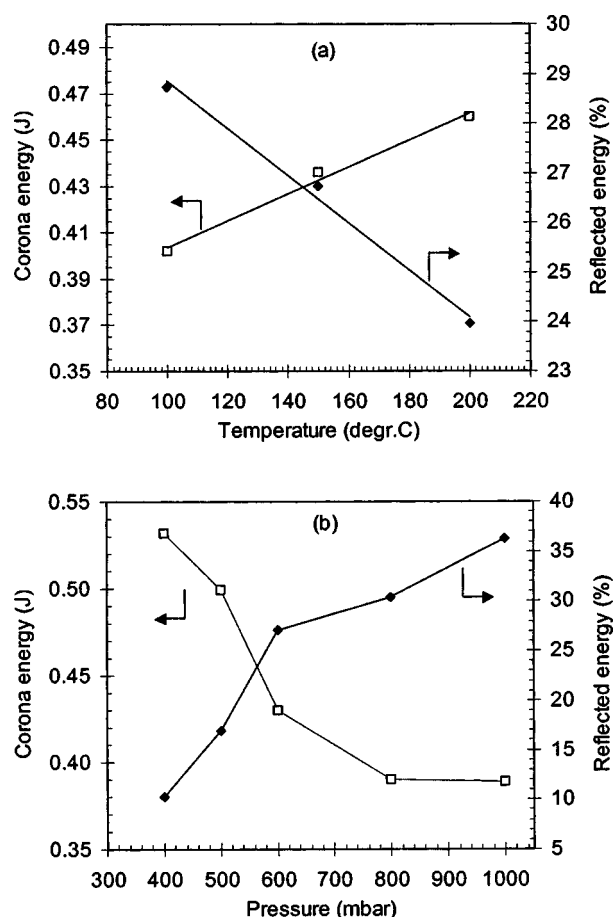 (a)
Corona energy (J)
0.49
0.47
0.45
0.43
0.41
0.39
0.37
0.35
30
29
28
27
26
25
24
23
Reflected energy (%)
80 100 120 140 160 180 200 220
Temperature (degr.C)
(b)
Corona energy (J)
0.55
0.50
0.45
0.40
0.35
40
35
30
25
20
15
10
5
Reflected energy (%)
300 400 500 600 700 800 900 1000
Pressure (mbar)